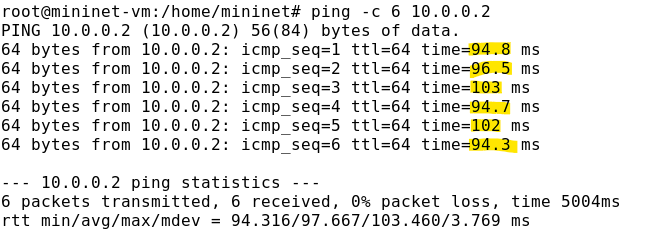 root@mininet-vm:/home/mininet# ping -c 6 10.0.0.2
PING 10.0.0.2 (10.0.0.2) 56(84) bytes of data.
64 bytes from 10.0.0.2: icmp_seq=1 ttl=64 time=94.8 ms
64 bytes from 10.0.0.2: icmp_seq=2 ttl=64 time=96.5 ms
64 bytes from 10.0.0.2: icmp_seq=3 ttl=64 time=103 ms
64 bytes from 10.0.0.2: icmp_seq=4 ttl=64 time=94.7 ms
64 bytes from 10.0.0.2: icmp_seq=5 ttl=64 time=102 ms
64 bytes from 10.0.0.2: icmp_seq=6 ttl=64 time=94.3 ms
--- 10.0.0.2 ping statistics ---
6 packets transmitted, 6 received, 0% packet loss, time 5004ms
rtt min/avg/max/mdev = 94.316/97.667/103.460/3.769 ms